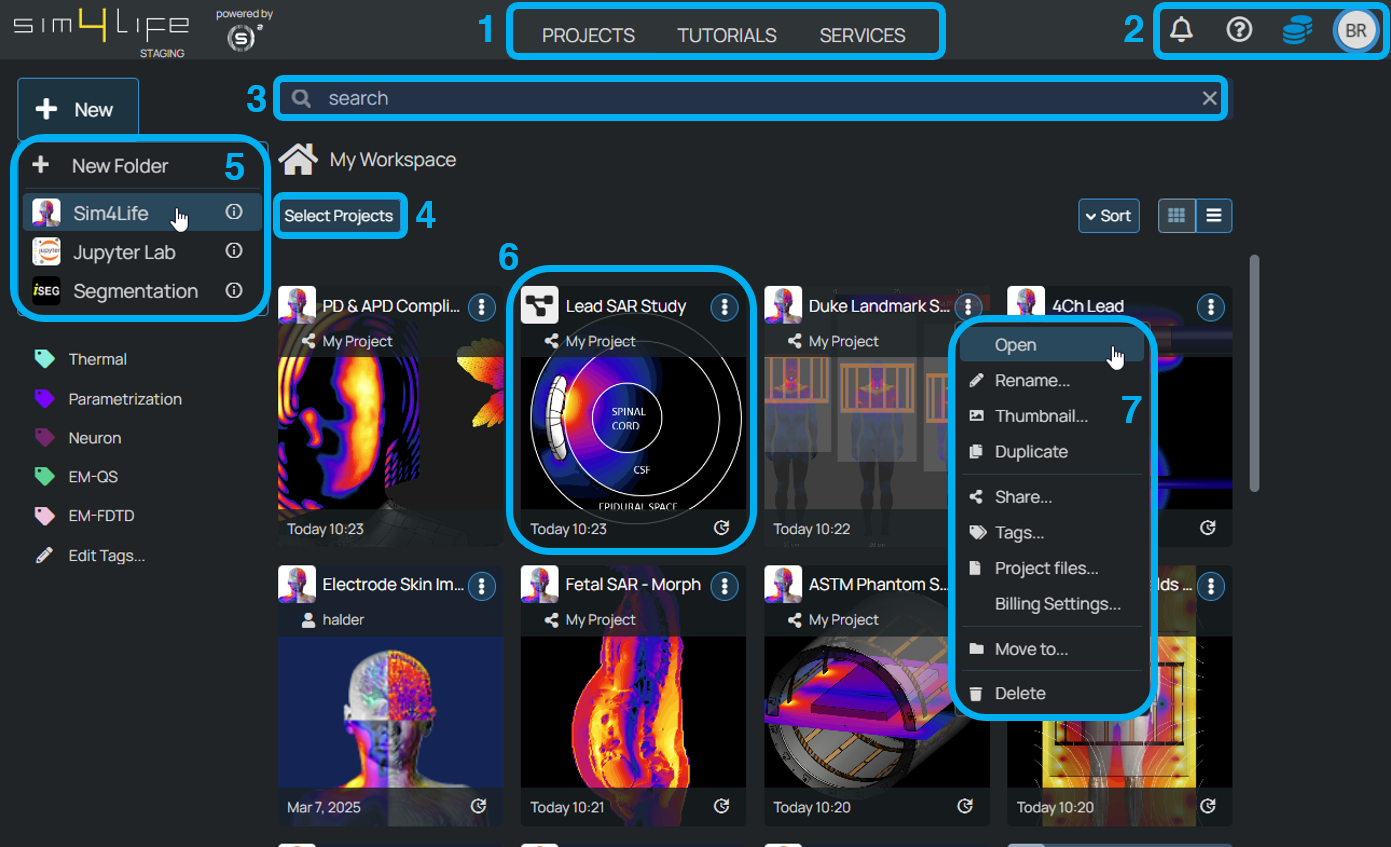 sim4LIFE
STAGING
powered by
s
1
PROJECTS
TUTORIALS
SERVICES
2
BR
New
3
search
5
New Folder
Sim4Life
Jupyter Lab
iSEG
Segmentation
My Workspace
Select Projects
4
Sort
6
PD & APD Compli...
My Project
Today 10:23
Lead SAR Study
My Project
SPINAL
CORD
CSF
EPIDURAL SPACE
Today 10:23
Duke Landmark S...
My Project
Today 10:22
4Ch Lead
Open
Rename...
7
Thumbnail...
Duplicate
Share...
Tags...
Project files...
Billing Settings...
Move to...
Delete
Thermal
Parametrization
Neuron
EM-QS
EM-FDTD
Edit Tags...
Electrode Skin Im...
halder
Mar 7, 2025
Fetal SAR - Morph
My Project
Today 10:21
ASTM Phantom S...
My Project
Today 10:20
lds ...
Today 10:20